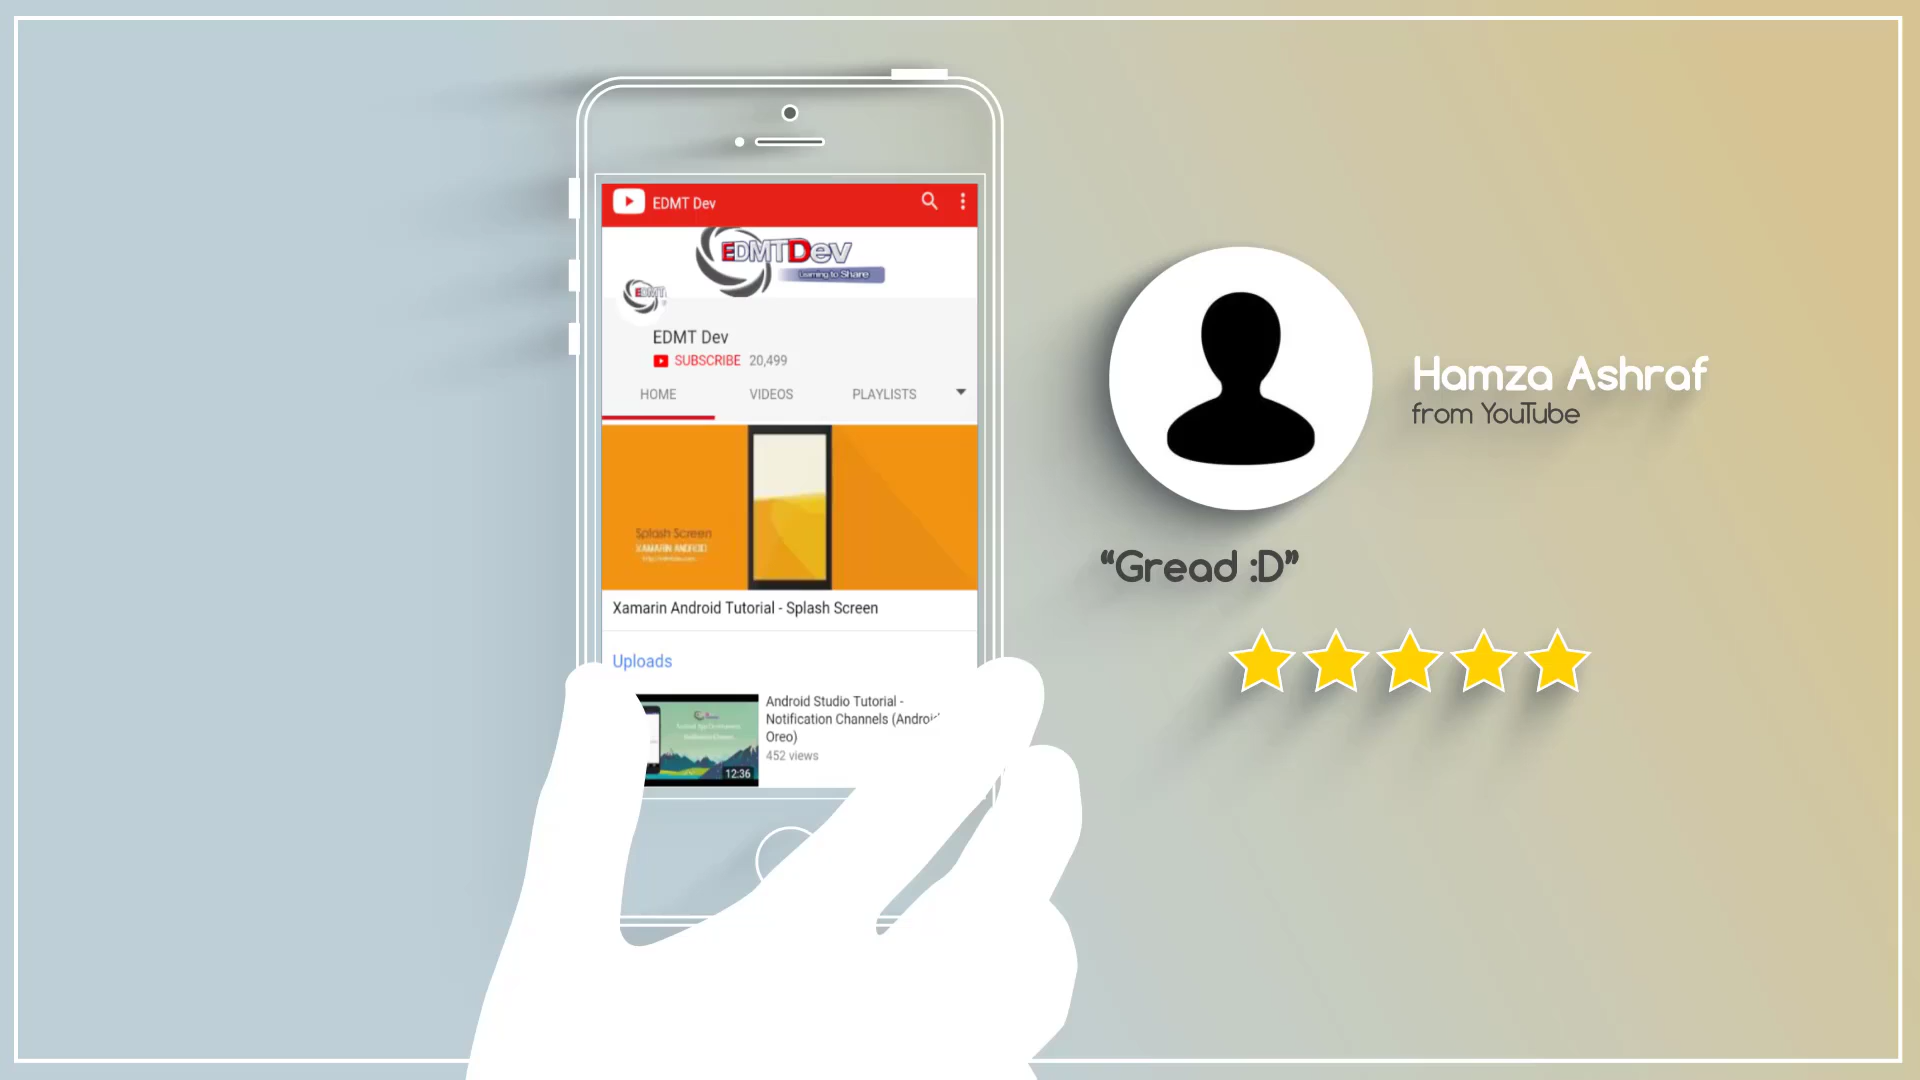 EDMT Dev
EDMTDev
Learning to Share
EDMT
EDMT Dev
SUBSCRIBE 20,499
HOME VIDEOS PLAYLISTS
Splash Screen
XAMARIN ANDROID
Xamarin Android Tutorial - Splash Screen
Uploads
Android Studio Tutorial -
Notification Channels (Android
Oreo)
452 views
12:36
Hamza Ashraf
from YouTube
“Gread :D”